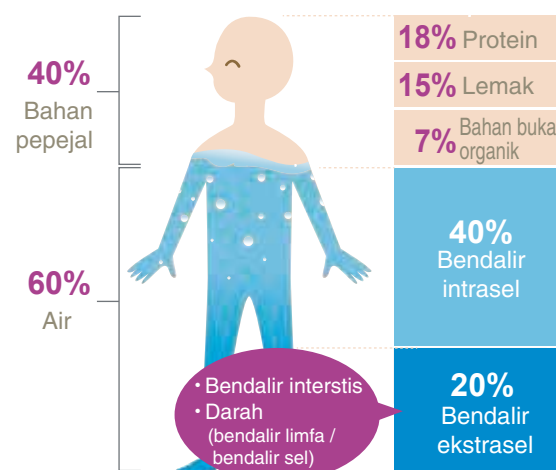 40%
Bahan
pepejal
60%
Air
18% Protein
15% Lemak
7% Bahan buka
organik
40%
Bendalir
intrasel
20%
Bendalir
ekstrasel
• Bendalir interstis
• Darah
(bendalir limfa /
bendalir sel)